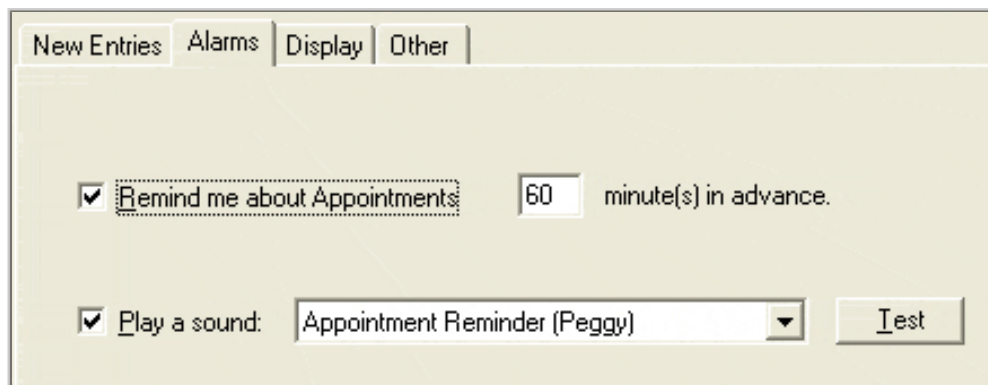 New Entries Alarms Display Other
Remind me about Appointments 60 minute(s) in advance.
Play a sound: Appointment Reminder (Peggy) Test